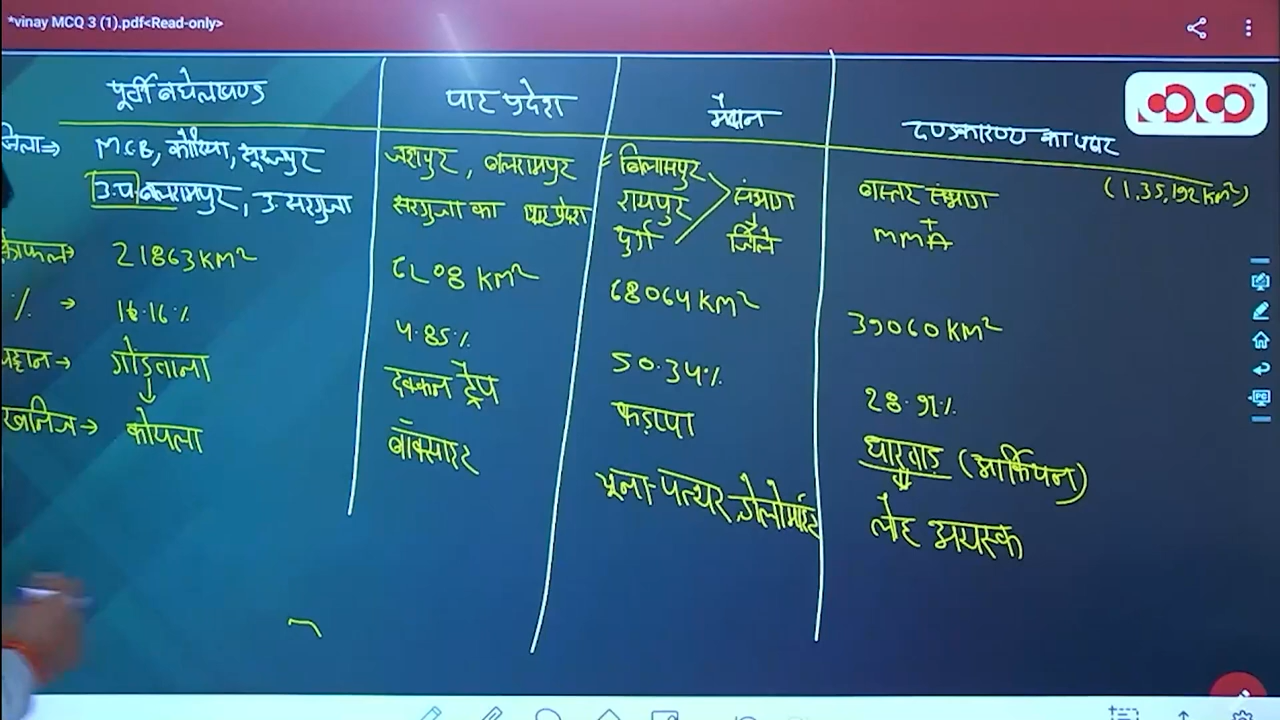 *vinay MCQ 3 (1).pdf<Read-only>
पूर्वी बघेलखण्ड
पाट प्रदेश
मैदान
दण्डकारण्य का पठार
जिला→ M.C.B, कोरिया, सूरजपुर
उ.प.बलरामपुर, उ.सरगुजा
जशपुर, बलरामपुर
सरगुजा का पाट प्रदेश
बिलासपुर
रायपुर
दुर्ग
संभाग
जिले
बस्तर संभाग
+
MMA
(1,35,192 KM²)
क्षेत्रफल→ 21863 KM²
6208 KM²
68064 KM²
39060 KM²
% → 16.16%
4.85%
50.34%
28.91%
चट्टान→ गोंडवाना
दक्कन ट्रैप
कड़प्पा
धारवाड़ (आर्कियन)
खनिज→ कोयला
बॉक्साइट
चूना-पत्थर, डोलोमाइट
लौह अयस्क